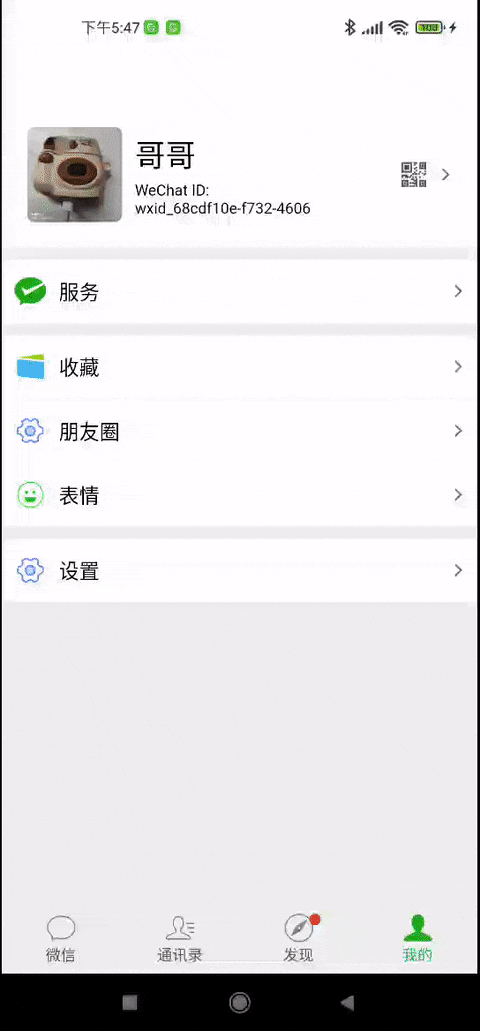 下午5:47
哥哥
WeChat ID:
wxid_68cdf10e-f732-4606
服务
收藏
朋友圈
表情
设置
微信
通讯录
发现
我的